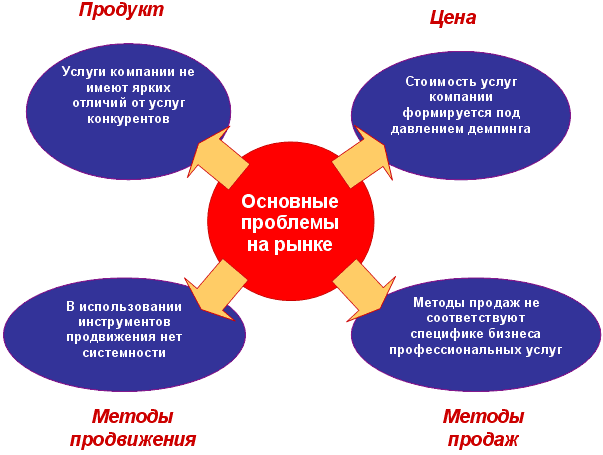 Продукт
Цена
Услуги компании не
имеют ярких
отличий от услуг
конкурентов
Стоимость услуг
компании
формируется под
давлением демпинга
Основные
проблемы
на рынке
В использовании
инструментов
продвижения нет
системности
Методы продаж не
соответствуют
специфике бизнеса
профессиональных услуг
Методы
продвижения
Методы
продаж